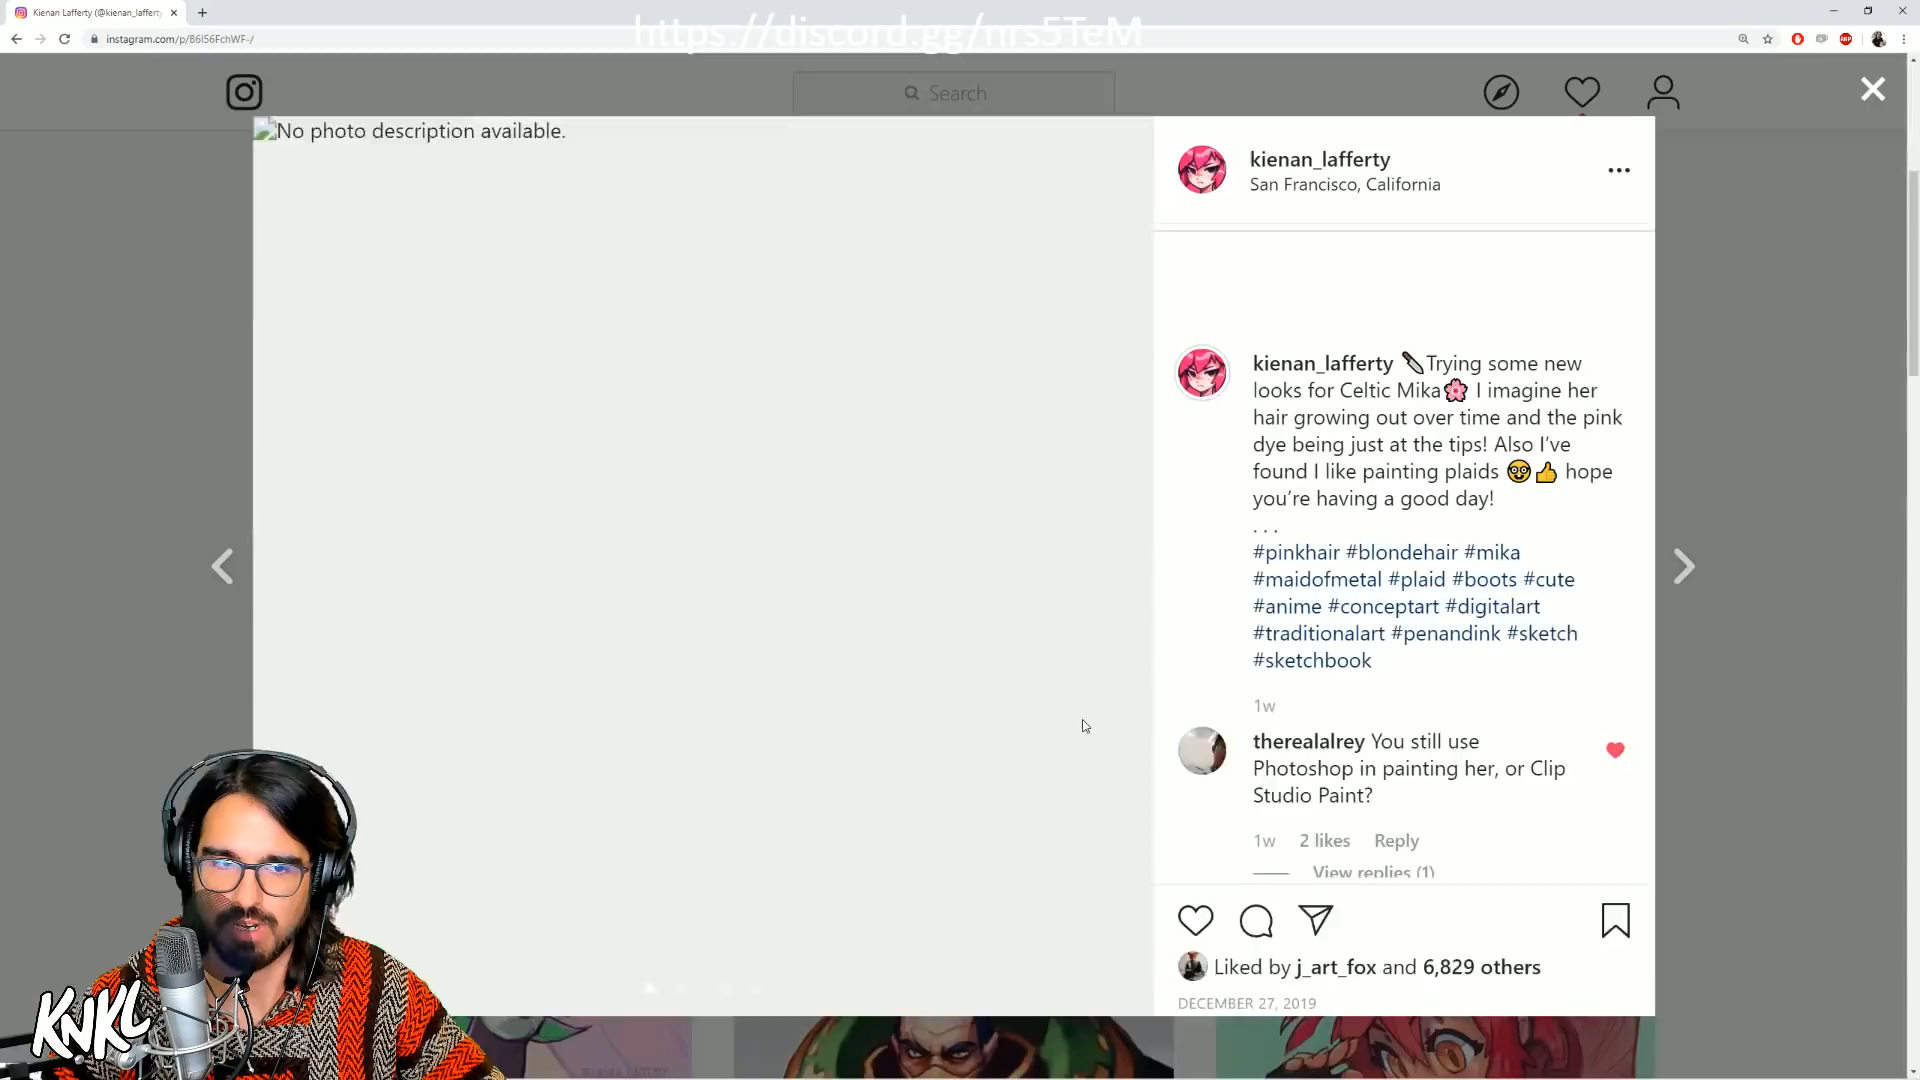 Kienan Lafferty (@kienan_lafferty
https://discord.gg/nrs5TeM
instagram.com/p/B6I56FchWF-/
ABP
Search
No photo description available.
kienan_lafferty
San Francisco, California
kienan_lafferty 🔪Trying some new
looks for Celtic Mika🌸 I imagine her
hair growing out over time and the pink
dye being just at the tips! Also I’ve
found I like painting plaids 🤓👍 hope
you’re having a good day!
. . .
#pinkhair #blondehair #mika
#maidofmetal #plaid #boots #cute
#anime #conceptart #digitalart
#traditionalart #penandink #sketch
#sketchbook
1w
therealalrey You still use
Photoshop in painting her, or Clip
Studio Paint?
1w 2 likes Reply
View replies (1)
Liked by j_art_fox and 6,829 others
DECEMBER 27, 2019
KNKL